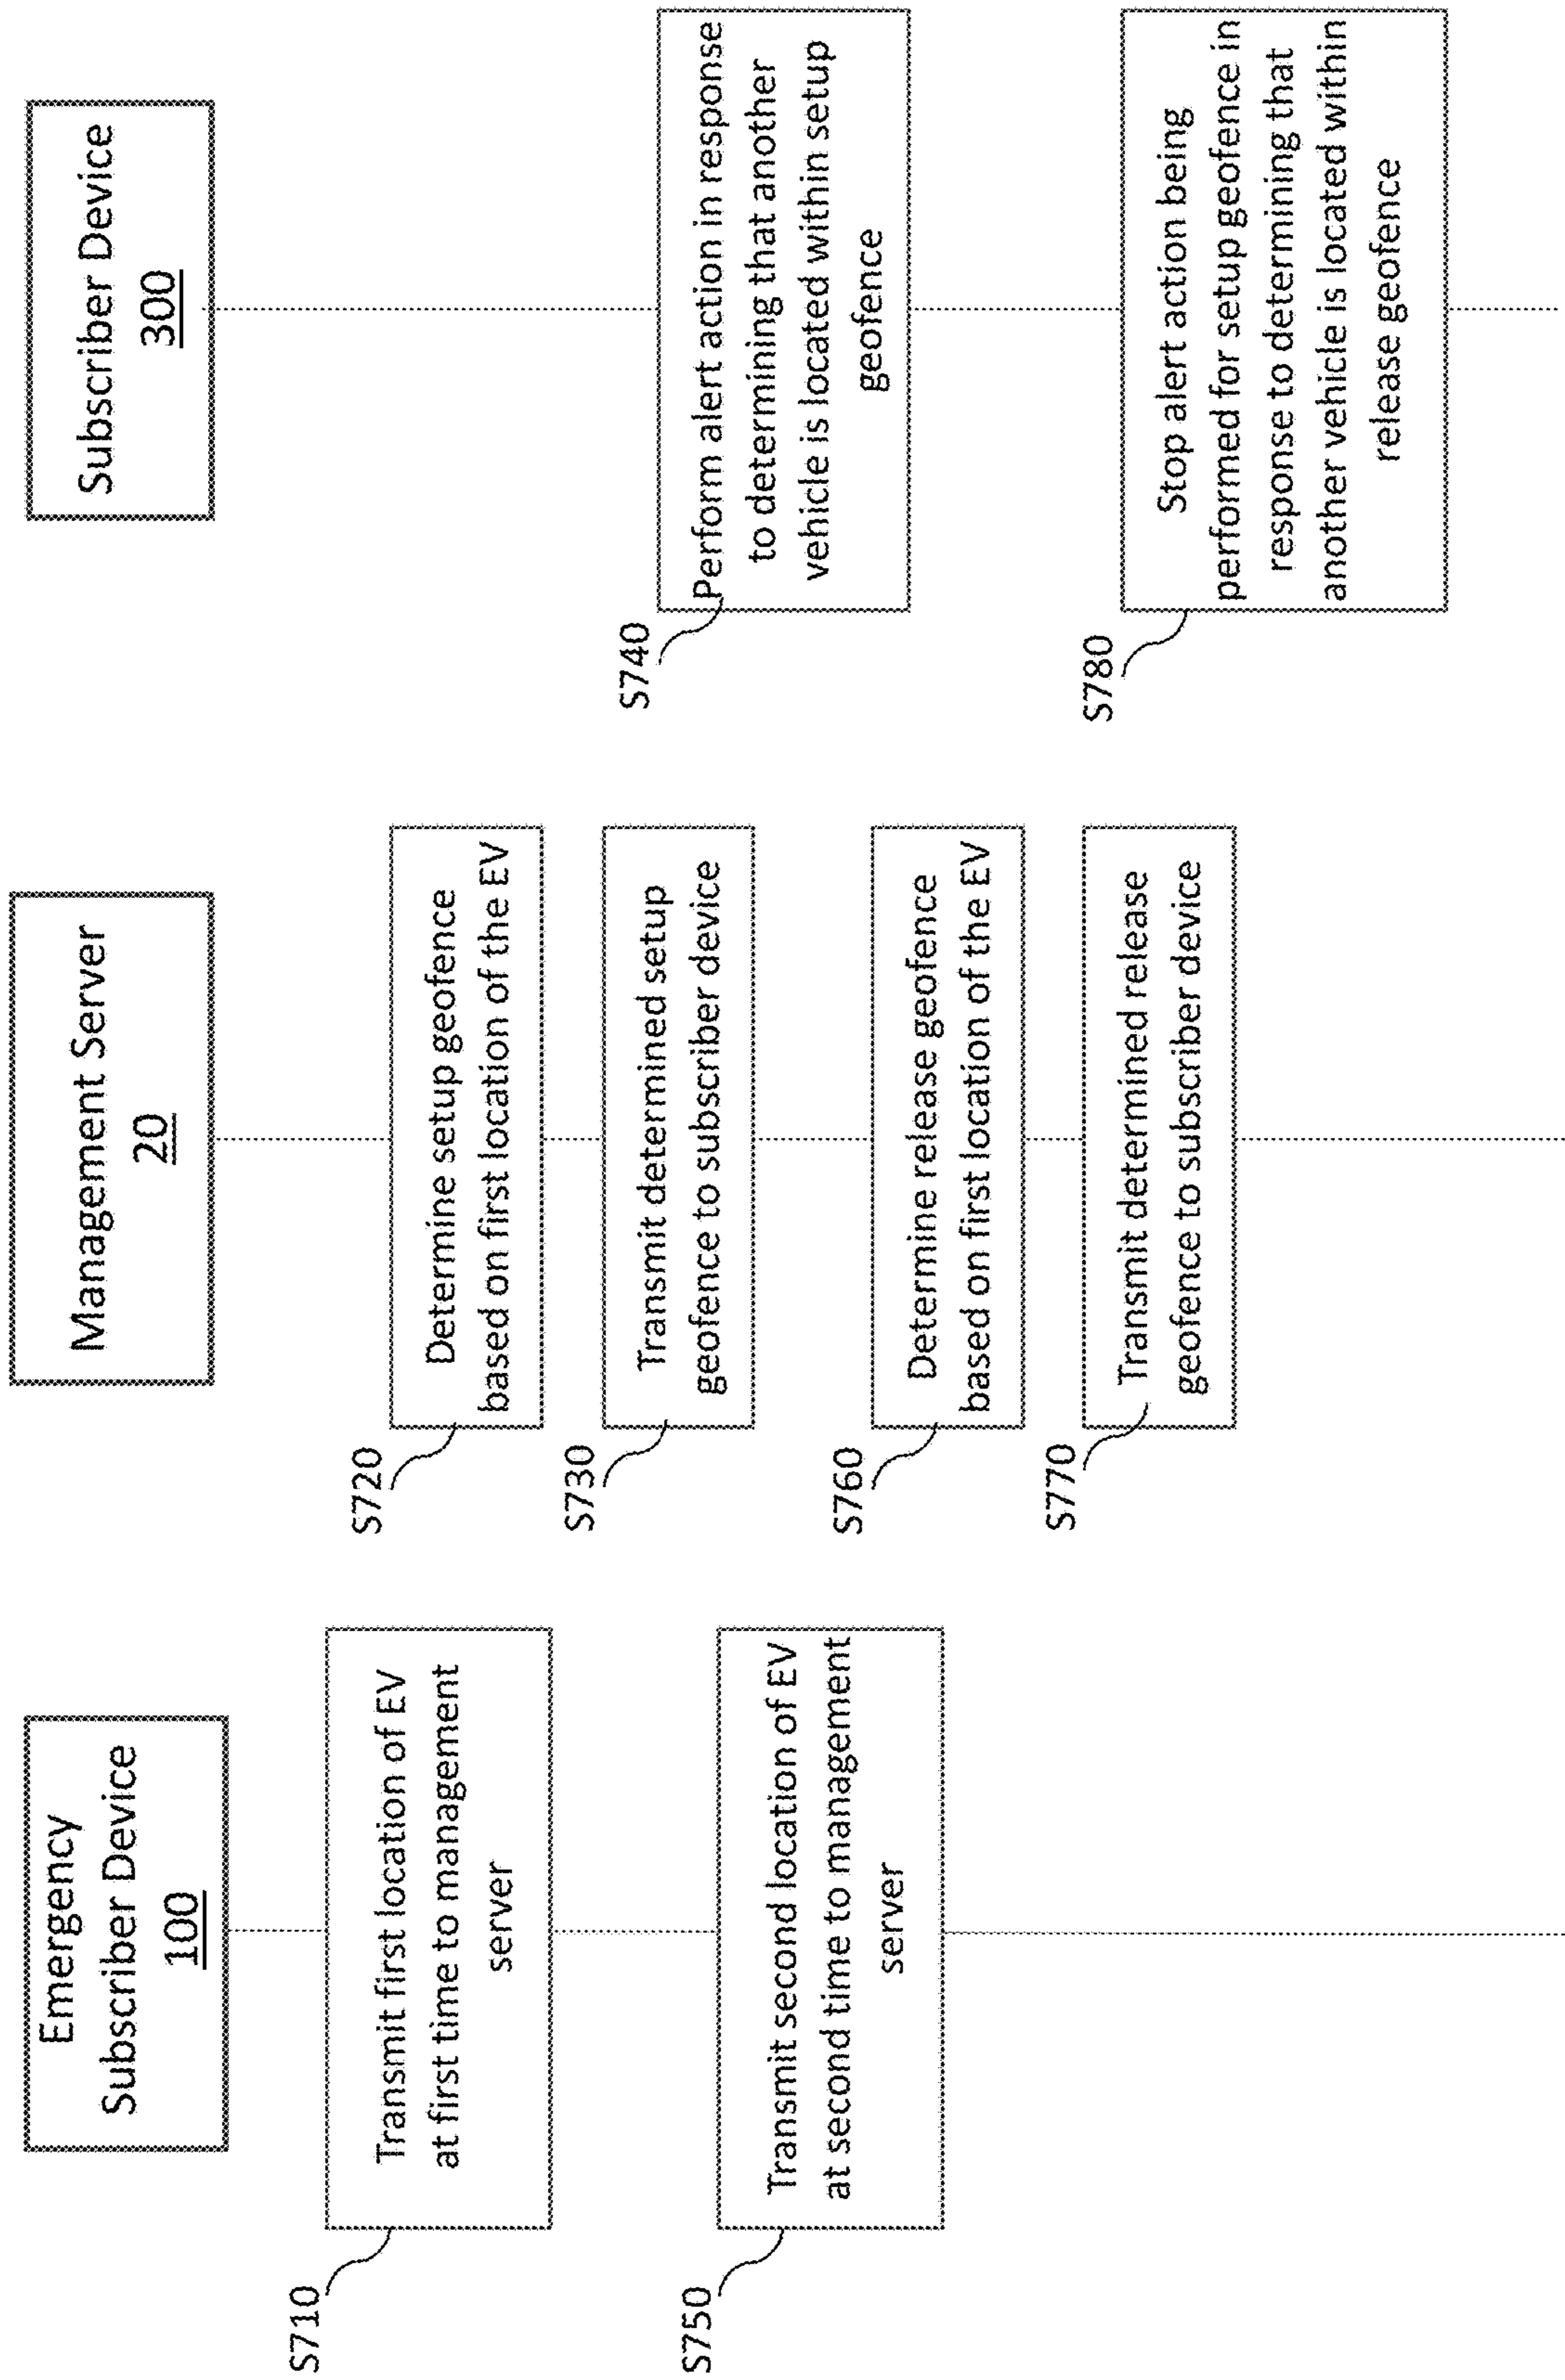 Emergency
Subscriber Device
100
Management Server
20
Subscriber Device
300
S710
Transmit first location of EV
at first time to management
server
S720
Determine setup geofence
based on first location of the EV
S730
Transmit determined setup
geofence to subscriber device
S740
Perform alert action in response
to determining that another
vehicle is located within setup
geofence
S750
Transmit second location of EV
at second time to management
server
S760
Determine release geofence
based on first location of the EV
S770
Transmit determined release
geofence to subscriber device
S780
Stop alert action being
performed for setup geofence in
response to determining that
another vehicle is located within
release geofence